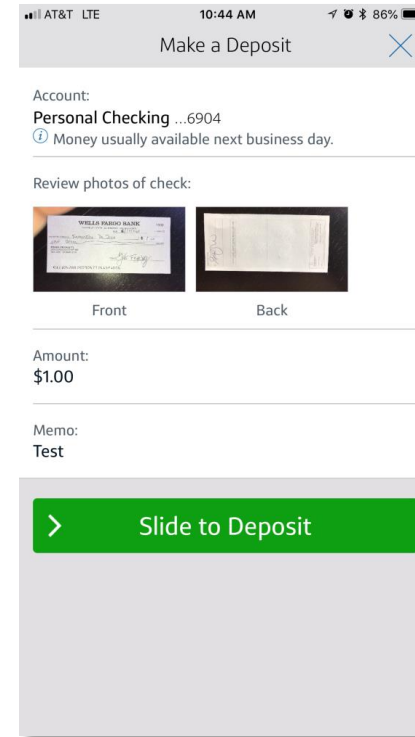 AT&T LTE 10:44 AM 86%
Make a Deposit
Account:
Personal Checking ...6904
Money usually available next business day.
Review photos of check:
WELLS FARGO BANK
Front Back
Amount:
$1.00
Memo:
Test
Slide to Deposit